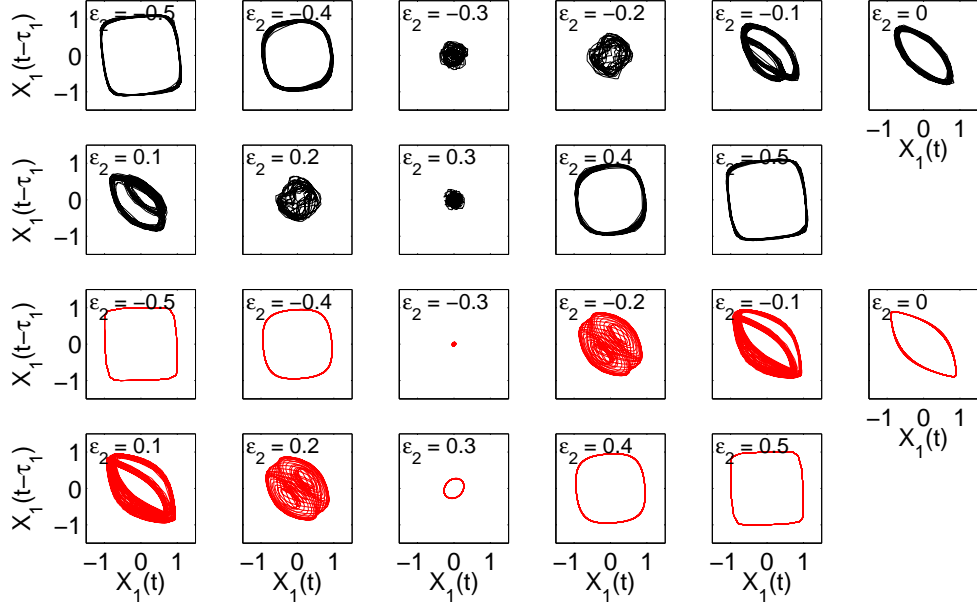 X₁(t−τ₁)
1
0
−1
ε₂ = −0.5
ε₂ = −0.4
ε₂ = −0.3
ε₂ = −0.2
ε₂ = −0.1
ε₂ = 0
−1 0 1
X₁(t)
X₁(t−τ₁)
1
0
−1
ε₂ = 0.1
ε₂ = 0.2
ε₂ = 0.3
ε₂ = 0.4
ε₂ = 0.5
X₁(t−τ₁)
1
0
−1
ε₂ = −0.5
ε₂ = −0.4
ε₂ = −0.3
ε₂ = −0.2
ε₂ = −0.1
ε₂ = 0
−1 0 1
X₁(t)
X₁(t−τ₁)
1
0
−1
ε₂ = 0.1
ε₂ = 0.2
ε₂ = 0.3
ε₂ = 0.4
ε₂ = 0.5
−1 0 1
X₁(t)
−1 0 1
X₁(t)
−1 0 1
X₁(t)
−1 0 1
X₁(t)
−1 0 1
X₁(t)